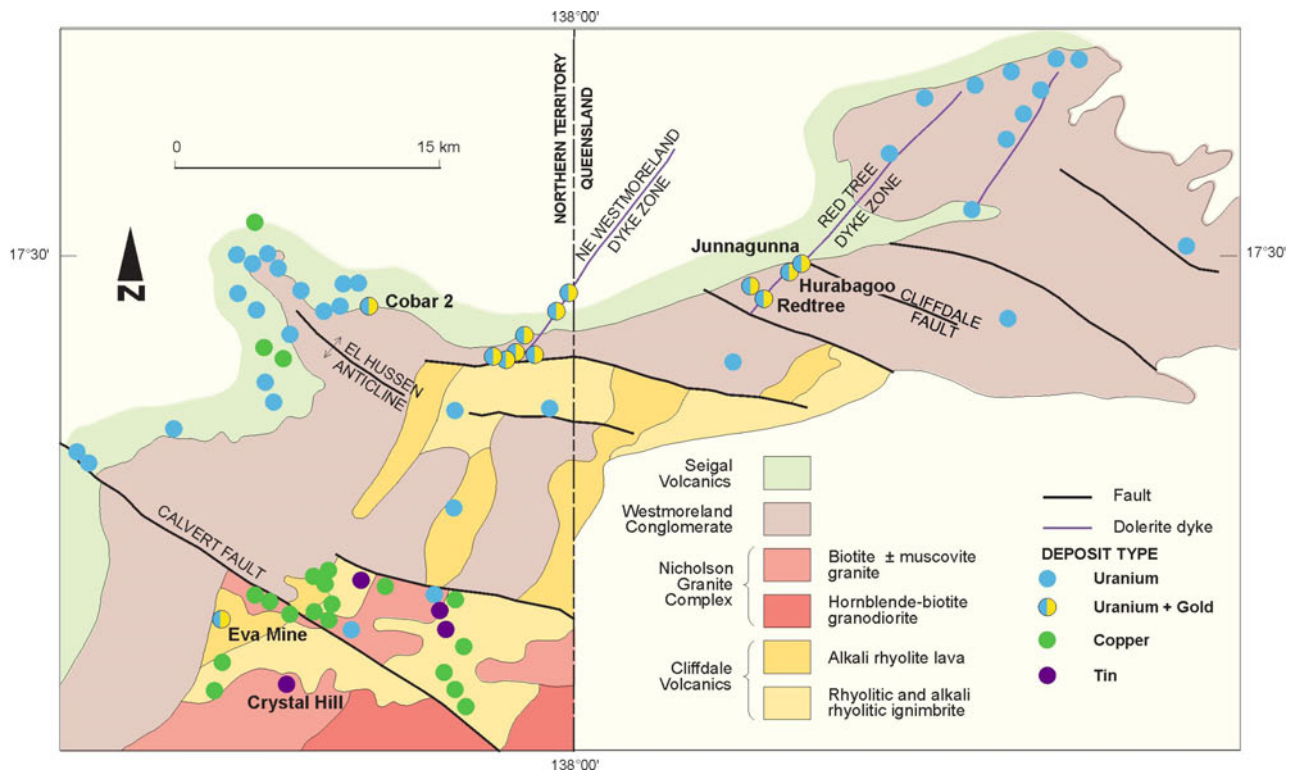 138°00'
NORTHERN TERRITORY
QUEENSLAND
0 15 km
NE WESTMORELAND
DYKE ZONE
RED TREE
DYKE ZONE
17°30'
17°30'
N
Junnagunna
Hurabagoo
Redtree
Cobar 2
CLIFFDALE
FAULT
EL HUSSEN
ANTICLINE
CALVERT FAULT
Eva Mine
Crystal Hill
Seigal
Volcanics
Westmoreland
Conglomerate
Nicholson
Granite
Complex
Biotite ± muscovite
granite
Hornblende-biotite
granodiorite
Cliffdale
Volcanics
Alkali rhyolite lava
Rhyolitic and alkali
rhyolitic ignimbrite
Fault
Dolerite dyke
DEPOSIT TYPE
Uranium
Uranium + Gold
Copper
Tin
138°00'